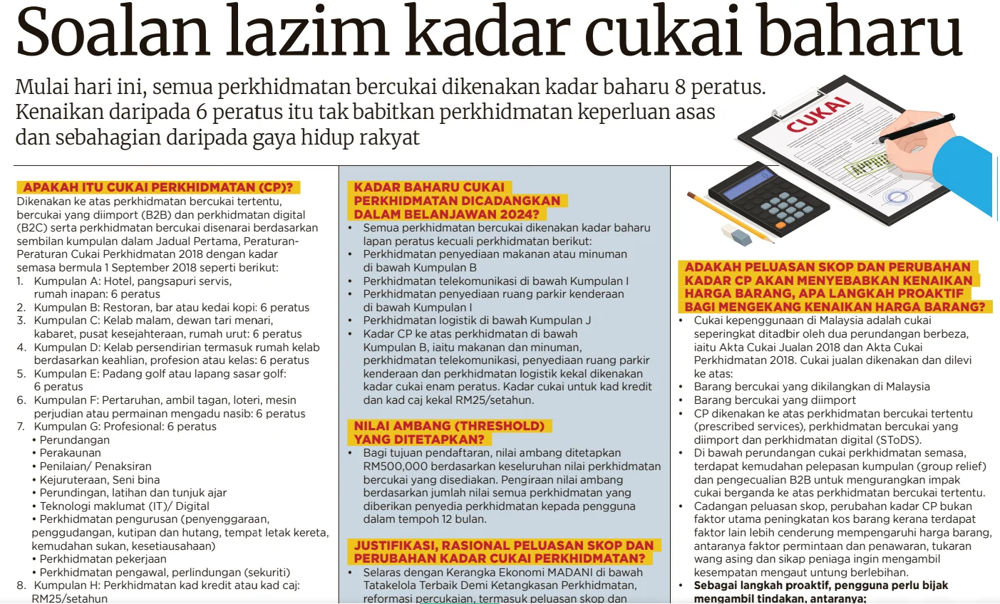 Soalan lazim kadar cukai baharu
Mulai hari ini, semua perkhidmatan bercukai dikenakan kadar baharu 8 peratus.
Kenaikan daripada 6 peratus itu tak babitkan perkhidmatan keperluan asas
dan sebahagian daripada gaya hidup rakyat
CUKAI
APAKAH ITU CUKAI PERKHIDMATAN (CP)?
Dikenakan ke atas perkhidmatan bercukai tertentu,
bercukai yang diimport (B2B) dan perkhidmatan digital
(B2C) serta perkhidmatan bercukai disenarai berdasarkan
sembilan kumpulan dalam Jadual Pertama, Peraturan-
Peraturan Cukai Perkhidmatan 2018 dengan kadar
semasa bermula 1 September 2018 seperti berikut:
1. Kumpulan A: Hotel, pangsapuri servis,
rumah inapan: 6 peratus
2. Kumpulan B: Restoran, bar atau kedai kopi: 6 peratus
3. Kumpulan C: Kelab malam, dewan tari menari,
kabaret, pusat kesejahteraan, rumah urut: 6 peratus
4. Kumpulan D: Kelab persendirian termasuk rumah kelab
berdasarkan keahlian, profesion atau kelas: 6 peratus
5. Kumpulan E: Padang golf atau lapang sasar golf:
6 peratus
6. Kumpulan F: Pertaruhan, ambil tagan, loteri, mesin
perjudian atau permainan mengadu nasib: 6 peratus
7. Kumpulan G: Profesional: 6 peratus
• Perundangan
• Perakaunan
• Penilaian/ Penaksiran
• Kejuruteraan, Seni bina
• Perundingan, latihan dan tunjuk ajar
• Teknologi maklumat (IT)/ Digital
• Perkhidmatan pengurusan (penyenggaraan,
penggudangan, kutipan dan hutang, tempat letak kereta,
kemudahan sukan, kesetiausahaan)
• Perkhidmatan pekerjaan
• Perkhidmatan pengawal, perlindungan (sekuriti)
8. Kumpulan H: Perkhidmatan kad kredit atau kad caj:
RM25/setahun
KADAR BAHARU CUKAI
PERKHIDMATAN DICADANGKAN
DALAM BELANJAWAN 2024?
• Semua perkhidmatan bercukai dikenakan kadar baharu
lapan peratus kecuali perkhidmatan berikut:
• Perkhidmatan penyediaan makanan atau minuman
di bawah Kumpulan B
• Perkhidmatan telekomunikasi di bawah Kumpulan I
• Perkhidmatan penyediaan ruang parkir kenderaan
di bawah Kumpulan I
• Perkhidmatan logistik di bawah Kumpulan J
• Kadar CP ke atas perkhidmatan di bawah
Kumpulan B, iaitu makanan dan minuman,
perkhidmatan telekomunikasi, penyediaan ruang parkir
kenderaan dan perkhidmatan logistik kekal dikenakan
kadar cukai enam peratus. Kadar cukai untuk kad kredit
dan kad caj kekal RM25/setahun.
NILAI AMBANG (THRESHOLD)
YANG DITETAPKAN?
• Bagi tujuan pendaftaran, nilai ambang ditetapkan
RM500,000 berdasarkan keseluruhan nilai perkhidmatan
bercukai yang disediakan. Pengiraan nilai ambang
berdasarkan jumlah nilai semua perkhidmatan yang
diberikan penyedia perkhidmatan kepada pengguna
dalam tempoh 12 bulan.
JUSTIFIKASI, RASIONAL PELUASAN SKOP DAN
PERUBAHAN KADAR CUKAI PERKHIDMATAN?
• Selaras dengan Kerangka Ekonomi MADANI di bawah
Tatakelola Terbaik Demi Ketangkasan Perkhidmatan,
reformasi percukaian, termasuk peluasan skop dan
ADAKAH PELUASAN SKOP DAN PERUBAHAN
KADAR CP AKAN MENYEBABKAN KENAIKAN
HARGA BARANG, APA LANGKAH PROAKTIF
BAGI MENGEKANG KENAIKAN HARGA BARANG?
• Cukai kepenggunaan di Malaysia adalah cukai
seperingkat ditadbir oleh dua perundangan berbeza,
iaitu Akta Cukai Jualan 2018 dan Akta Cukai
Perkhidmatan 2018. Cukai jualan dikenakan dan dilevi
ke atas:
• Barang bercukai yang dikilangkan di Malaysia
• Barang bercukai yang diimport
• CP dikenakan ke atas perkhidmatan bercukai tertentu
(prescribed services), perkhidmatan bercukai yang
diimport dan perkhidmatan digital (SToDS).
• Di bawah perundangan cukai perkhidmatan semasa,
terdapat kemudahan pelepasan kumpulan (group relief)
dan pengecualian B2B untuk mengurangkan impak
cukai berganda ke atas perkhidmatan bercukai tertentu.
• Cadangan peluasan skop, perubahan kadar CP bukan
faktor utama peningkatan kos barang kerana terdapat
faktor lain lebih cenderung mempengaruhi harga barang,
antaranya faktor permintaan dan penawaran, tukaran
wang asing dan sikap peniaga ingin mengambil
kesempatan mengaut untung berlebihan.
• Sebagai langkah proaktif, pengguna perlu bijak
mengambil tindakan, antaranya;